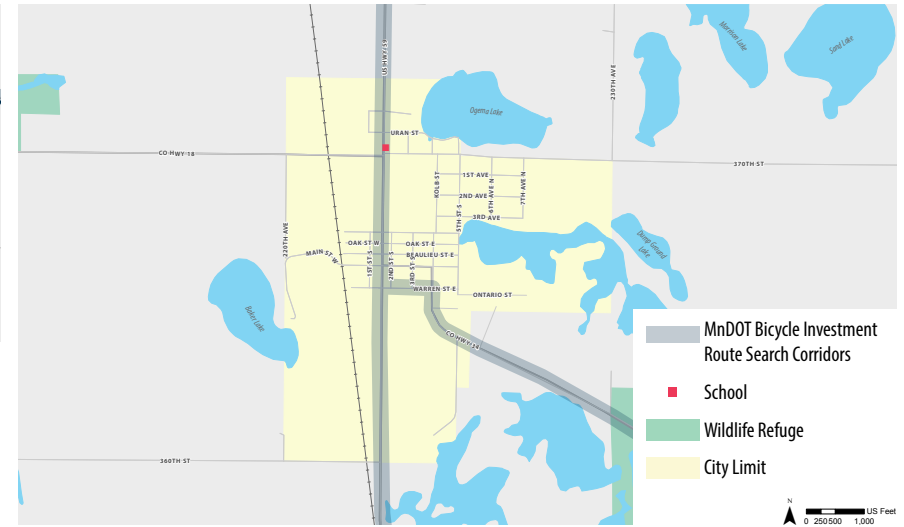 US HWY 59
Morrison Lake
Sand Lake
230TH AVE
Ogema Lake
URAN ST
CO HWY 18
370TH ST
KOLB ST
1ST AVE
2ND AVE
3RD AVE
5TH ST S
6TH AVE N
7TH AVE N
220TH AVE
OAK ST W
OAK ST E
MAIN ST W
BEAULIEU ST E
1ST ST S
2ND ST S
3RD ST S
WARREN ST E
ONTARIO ST
Dump Ground
Lake
Baker Lake
CO HWY 34
360TH ST
MnDOT Bicycle Investment
Route Search Corridors
School
Wildlife Refuge
City Limit
N
US Feet
0 250 500 1,000